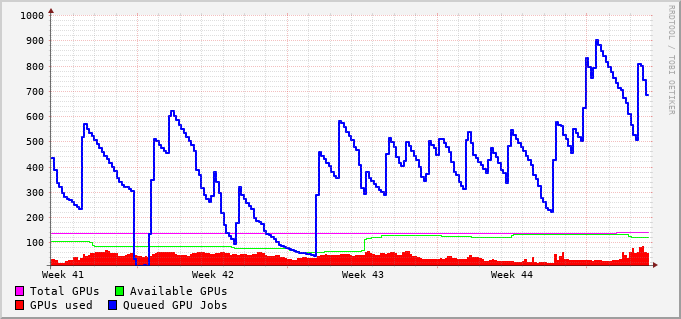 1000
900
800
700
600
500
400
300
200
100
Week 41 Week 42 Week 43 Week 44
Total GPUs Available GPUs
GPUs used Queued GPU Jobs
RRDTOOL / TOBI OETIKER